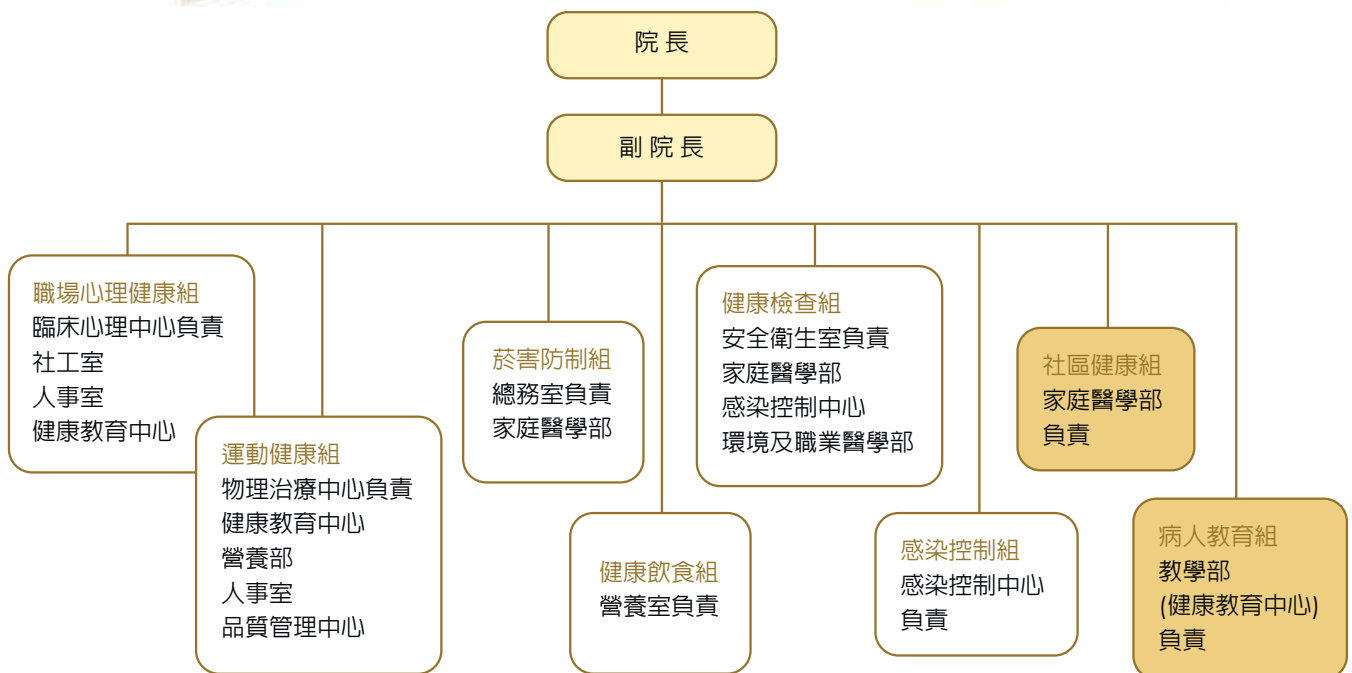 院長
副院長
職場心理健康組
臨床心理中心負責
社工室
人事室
健康教育中心
運動健康組
物理治療中心負責
健康教育中心
營養部
人事室
品質管理中心
菸害防制組
總務室負責
家庭醫學部
健康飲食組
營養室負責
健康檢查組
安全衛生室負責
家庭醫學部
感染控制中心
環境及職業醫學部
感染控制組
感染控制中心
負責
社區健康組
家庭醫學部
負責
病人教育組
教學部
(健康教育中心)
負責